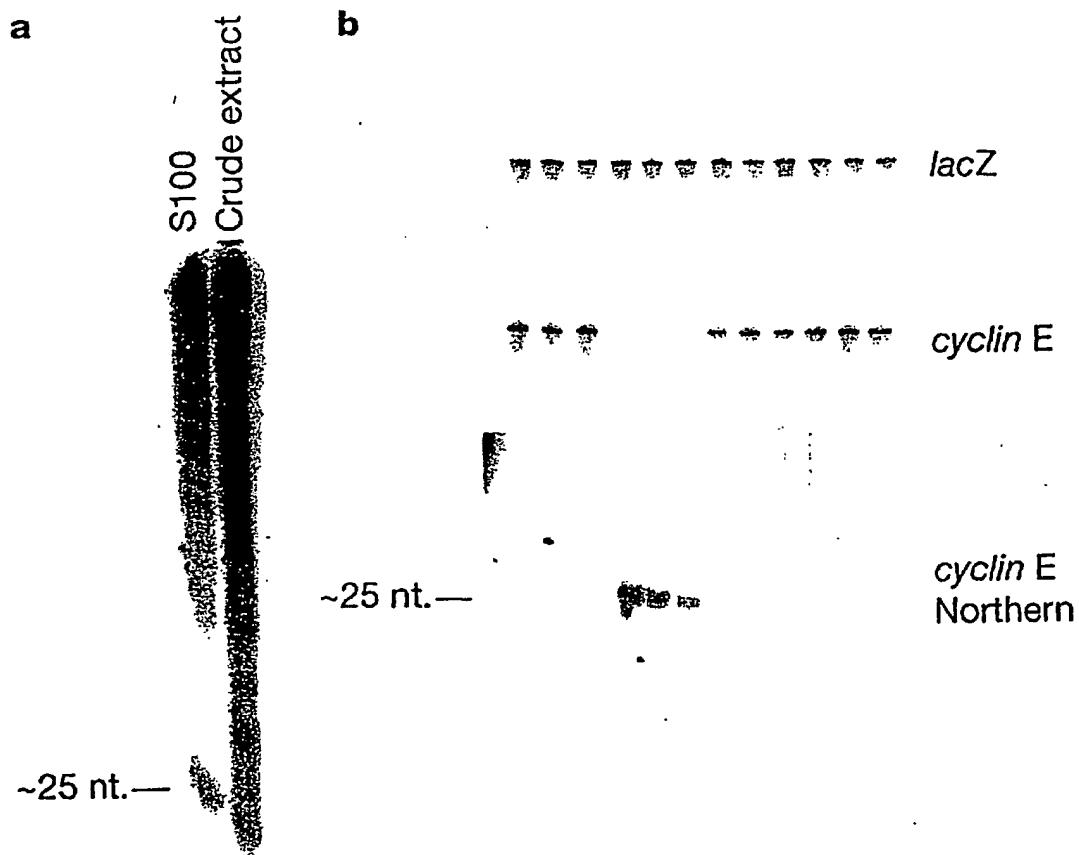 a
b
S100
Crude extract
lacZ
cyclin E
~25 nt.—
cyclin E
Northern
~25 nt.—